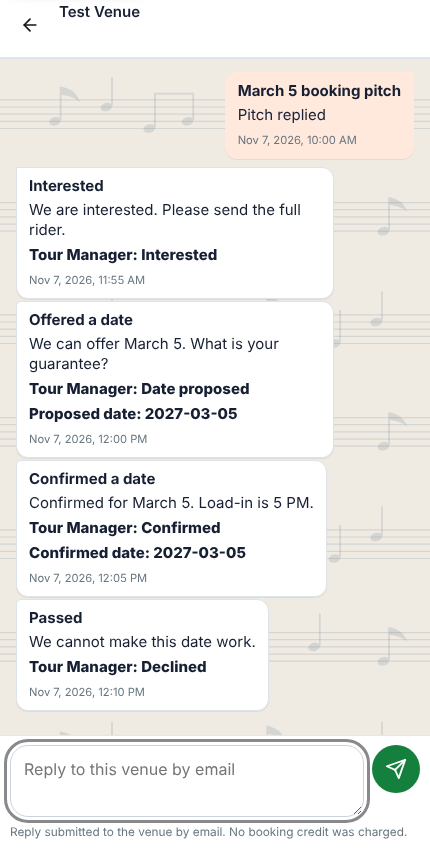 Test Venue
March 5 booking pitch
Pitch replied
Nov 7, 2026, 10:00 AM
Interested
We are interested. Please send the full
rider.
Tour Manager: Interested
Nov 7, 2026, 11:55 AM
Offered a date
We can offer March 5. What is your
guarantee?
Tour Manager: Date proposed
Proposed date: 2027-03-05
Nov 7, 2026, 12:00 PM
Confirmed a date
Confirmed for March 5. Load-in is 5 PM.
Tour Manager: Confirmed
Confirmed date: 2027-03-05
Nov 7, 2026, 12:05 PM
Passed
We cannot make this date work.
Tour Manager: Declined
Nov 7, 2026, 12:10 PM
Reply to this venue by email
Reply submitted to the venue by email. No booking credit was charged.